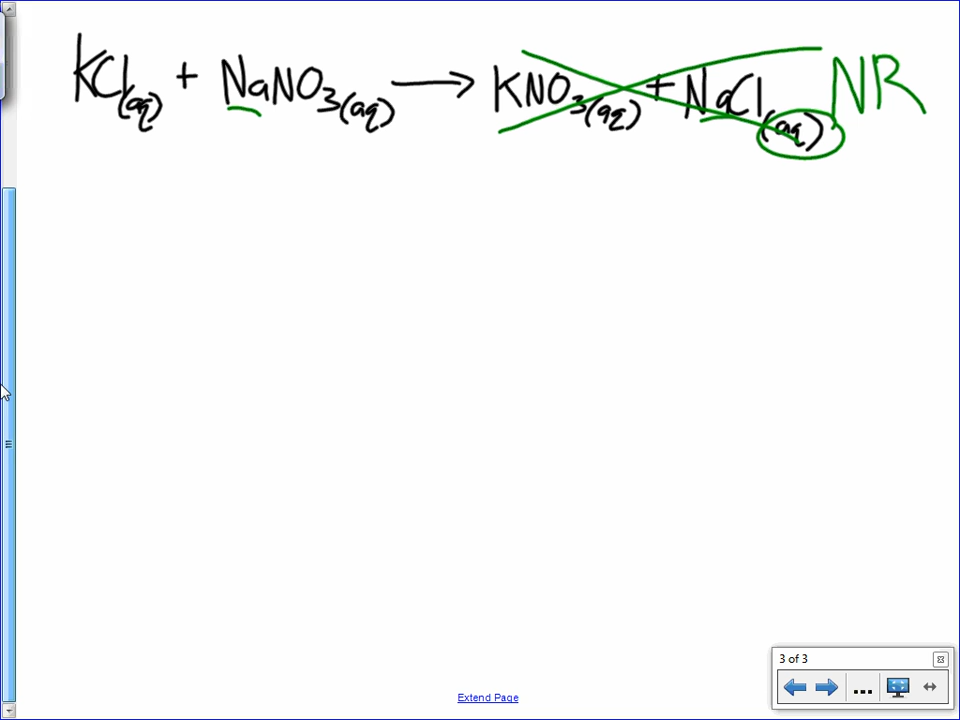 KCl(aq) + NaNO3(aq) → KNO3(aq) + NaCl(aq) NR
3 of 3
...
Extend Page